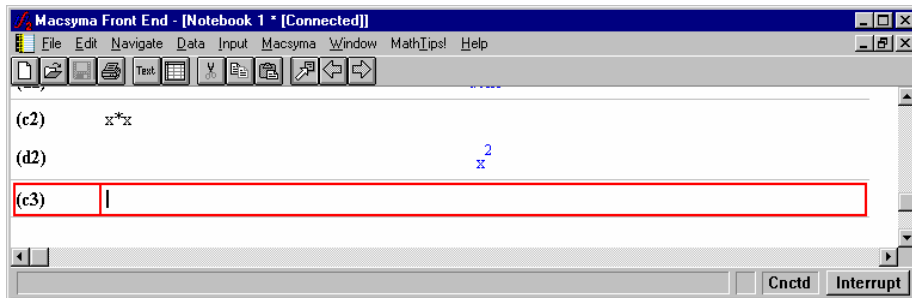 Macsyma Front End - [Notebook 1 * [Connected]]
File Edit Navigate Data Input Macsyma Window MathTips! Help
Text
(c2) x*x
(d2) x^2
(c3)
Cnctd Interrupt